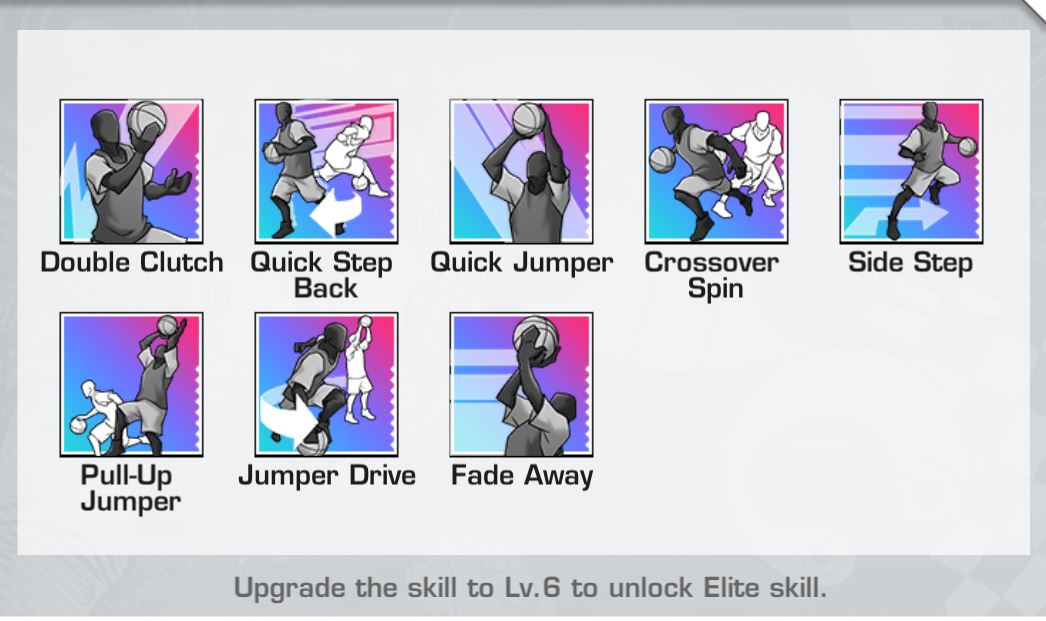 Double Clutch
Quick Step
Back
Quick Jumper
Crossover
Spin
Side Step
Pull-Up
Jumper
Jumper Drive
Fade Away
Upgrade the skill to Lv.6 to unlock Elite skill.